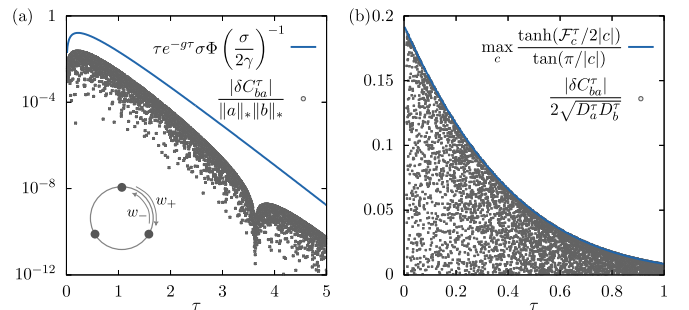 (a)
1
10⁻⁴
10⁻⁸
10⁻¹²
τe^{−gτ}σΦ(σ/2γ)^{−1}
|δC^τ_{ba}| / ‖a‖_*‖b‖_*
w₊
w₋
0 1 2 3 4 5
τ
(b)
0.2
0.15
0.1
0.05
0
max_c tanh(ℱ^τ_c/2|c|) / tan(π/|c|)
|δC^τ_{ba}| / 2√(D^τ_a D^τ_b)
0 0.2 0.4 0.6 0.8 1
τ